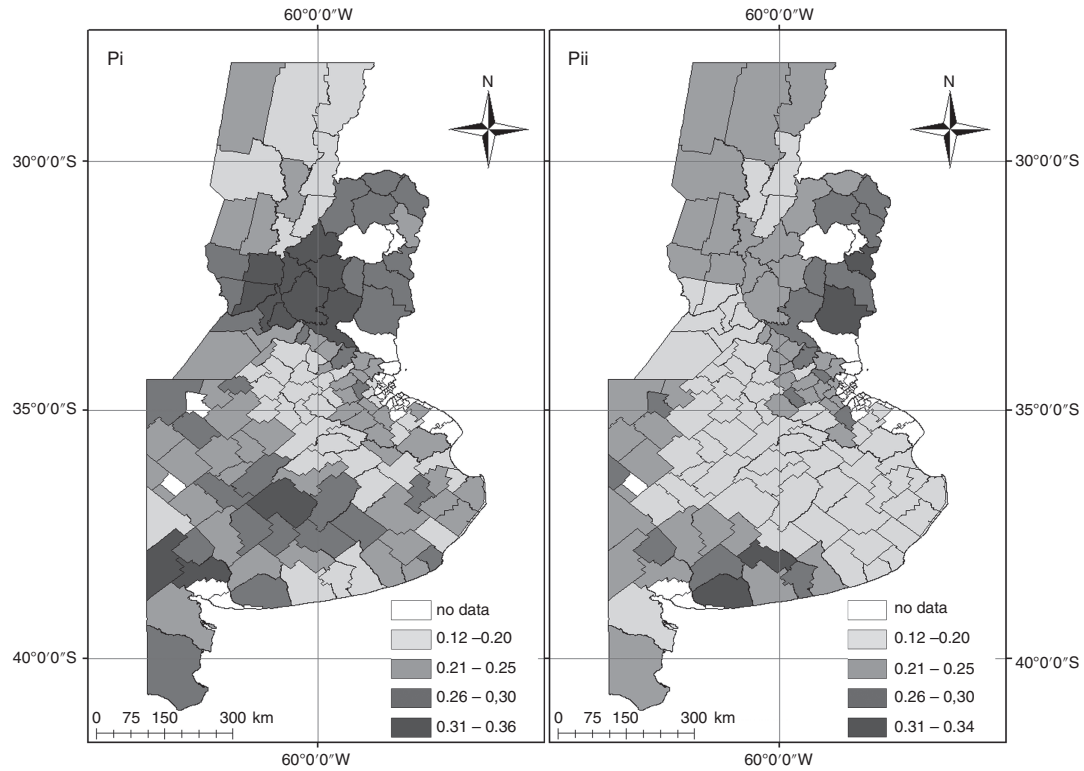 60°0'0"W
60°0'0"W
Pi
Pii
N
N
30°0'0"S
30°0'0"S
35°0'0"S
35°0'0"S
40°0'0"S
40°0'0"S
no data
0.12 –0.20
0.21 – 0.25
0.26 – 0,30
0.31 – 0.36
no data
0.12 –0.20
0.21 – 0.25
0.26 – 0,30
0.31 – 0.34
0 75 150 300 km
0 75 150 300 km
60°0'0"W
60°0'0"W